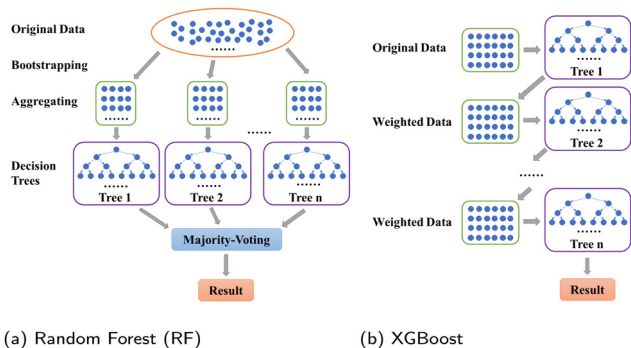 Original Data
......
Bootstrapping
Aggregating
...... ...... ......
......
Decision Trees
...... ...... ......
Tree 1 Tree 2 Tree n
Majority-Voting
Result
(a) Random Forest (RF)
Original Data
......
Tree 1
Weighted Data
......
Tree 2
......
Weighted Data
......
Tree n
Result
(b) XGBoost